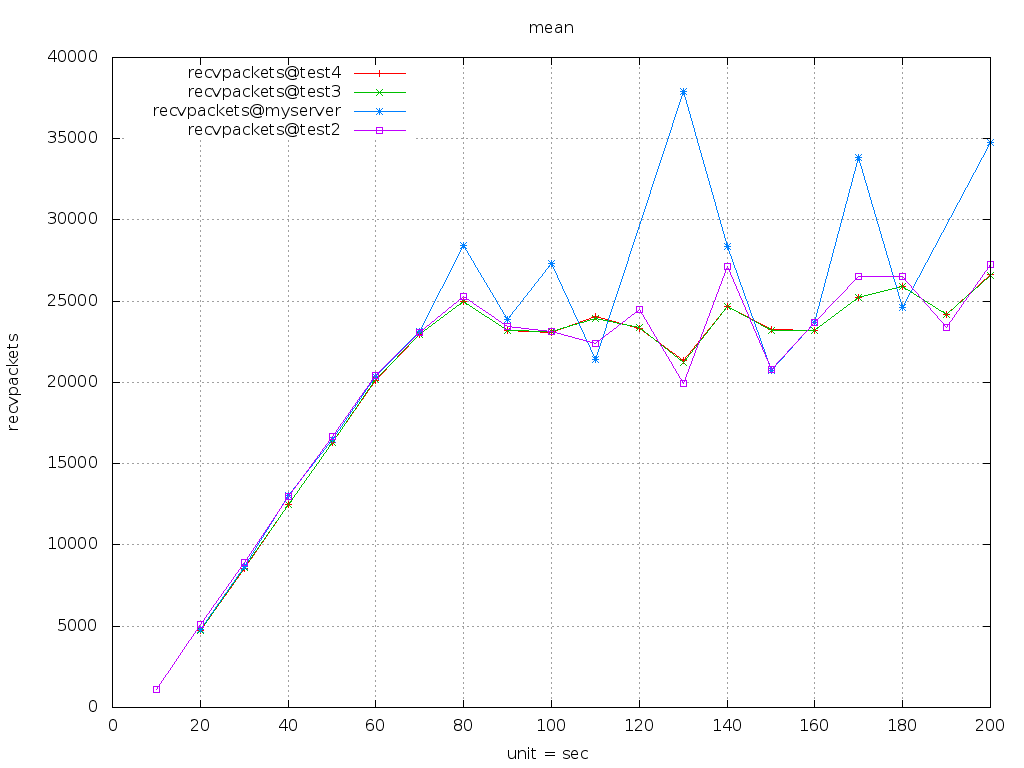 mean
40000
35000
30000
25000
20000
15000
10000
5000
0
recvpackets
recvpackets@test4
recvpackets@test3
recvpackets@myserver
recvpackets@test2
0 20 40 60 80 100 120 140 160 180 200
unit = sec